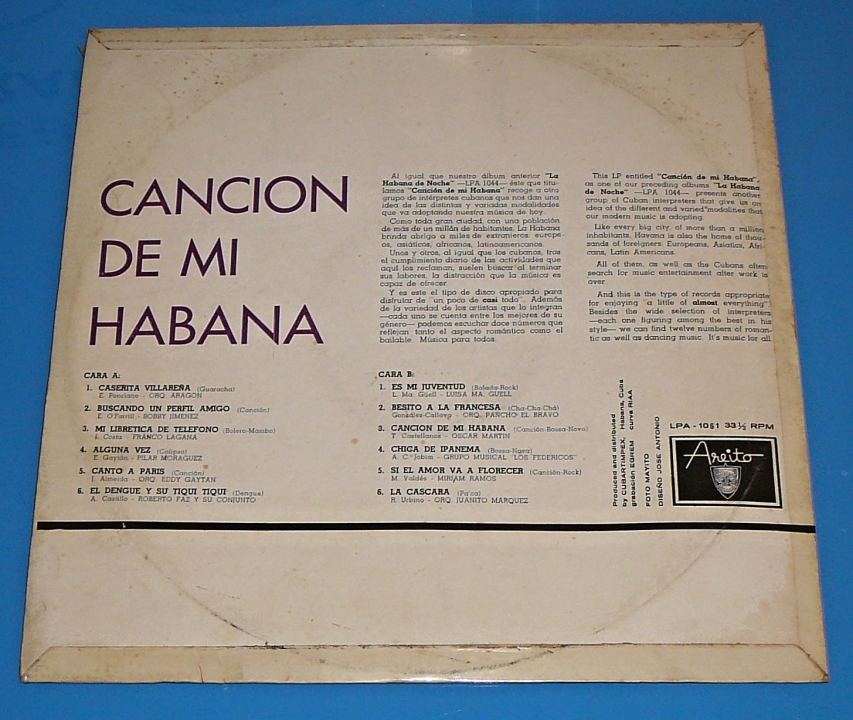 CANCION
DE MI
HABANA
Al igual que nuestro álbum anterior "La
Habana de Noche" —LPA 1044— éste que titu-
lamos "Canción de mi Habana" recoge a otro
grupo de intérpretes cubanos que nos dan una
idea de las distintas y variadas modalidades
que va adoptando nuestra música de hoy.
Como toda gran ciudad, con una población
de más de un millón de habitantes, La Habana
brinda abrigo a miles de extranjeros: europe-
os, asiáticos, africanos, latinoamericanos.
Unos y otros, al igual que los cubanos, tras
el cumplimiento diario de las actividades que
aquí los reclaman, suelen buscar al terminar
sus labores, la distracción que la música es
capaz de ofrecer.
Y es este el tipo de disco apropiado para
disfrutar de "un poco de casi todo". Además
de la variedad de los artistas que lo integran
—cada uno se cuenta entre los mejores de su
género— podemos escuchar doce números que
reflejan tanto el aspecto romántico como el
bailable. Música para todos.
This LP entitled "Canción de mi Habana",
as one of our preceding albums "La Habana
de Noche" —LPA 1044— presents another
group of Cuban interpreters that give us an
idea of the different and varied modalities that
our modern music is adopting.
Like every big city, of more than a million
inhabitants, Havana is also the home of thou-
sands of foreigners: Europeans, Asiatics, Afri-
cans, Latin Americans.
All of them, as well as the Cubans often
search for music entertainment after work is
over.
And this is the type of records appropriate
for enjoying "a little of almost everything"!
Besides the wide selection of interpreters
—each one figuring among the best in his
style— we can find twelve numbers of roman-
tic as well as dancing music. It's music for all.
CARA A:
1. CASERITA VILLAREÑA (Guaracha)
E. Ponciano - ORQ. ARAGON
2. BUSCANDO UN PERFIL AMIGO (Canción)
E. O'Farrill - BOBBY JIMENEZ
3. MI LIBRETICA DE TELEFONO (Bolero-Mambo)
L. Costa - FRANCO LAGANA
4. ALGUNA VEZ (Calipso)
E. Gaytán - PILAR MORAGUEZ
5. CANTO A PARIS (Canción)
J. Almeida - ORQ. EDDY GAYTAN
6. EL DENGUE Y SU TIQUI TIQUI (Dengue)
A. Castillo - ROBERTO FAZ Y SU CONJUNTO
CARA B:
1. ES MI JUVENTUD (Balada-Rock)
L. Ma. Güell - LUISA MA. GUELL
2. BESITO A LA FRANCESA (Cha-Cha-Chá)
González-Callava - ORQ. PANCHO EL BRAVO
3. CANCION DE MI HABANA (Canción-Bossa-Nova)
T. Castellanos - OSCAR MARTIN
4. CHICA DE IPANEMA (Bossa-Nova)
A. C. Jobim - GRUPO MUSICAL "LOS FEDERICOS"
5. SI EL AMOR VA A FLORECER (Canción-Rock)
M. Valdés - MIRIAM RAMOS
6. LA CASCARA (Pa'ca)
R. Urbino - ORQ. JUANITO MARQUEZ
Produced and distributed
by CUBARTIMPEX, Habana, Cuba
grabación EGREM curva RIAA
FOTO MAYITO
DISEÑO JOSE ANTONIO
LPA - 1051 33 1/3 RPM
Areito